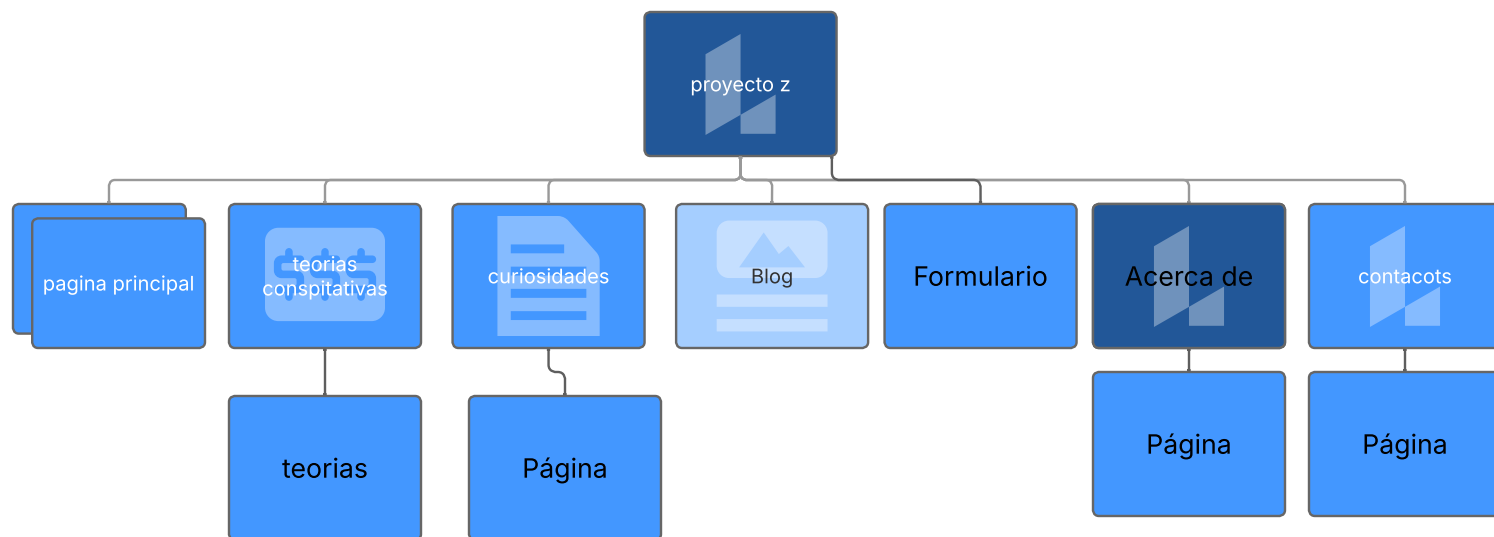 proyecto z
pagina principal
teorias
conspitativas
curiosidades
Blog
Formulario
Acerca de
contacots
teorias
Página
Página
Página